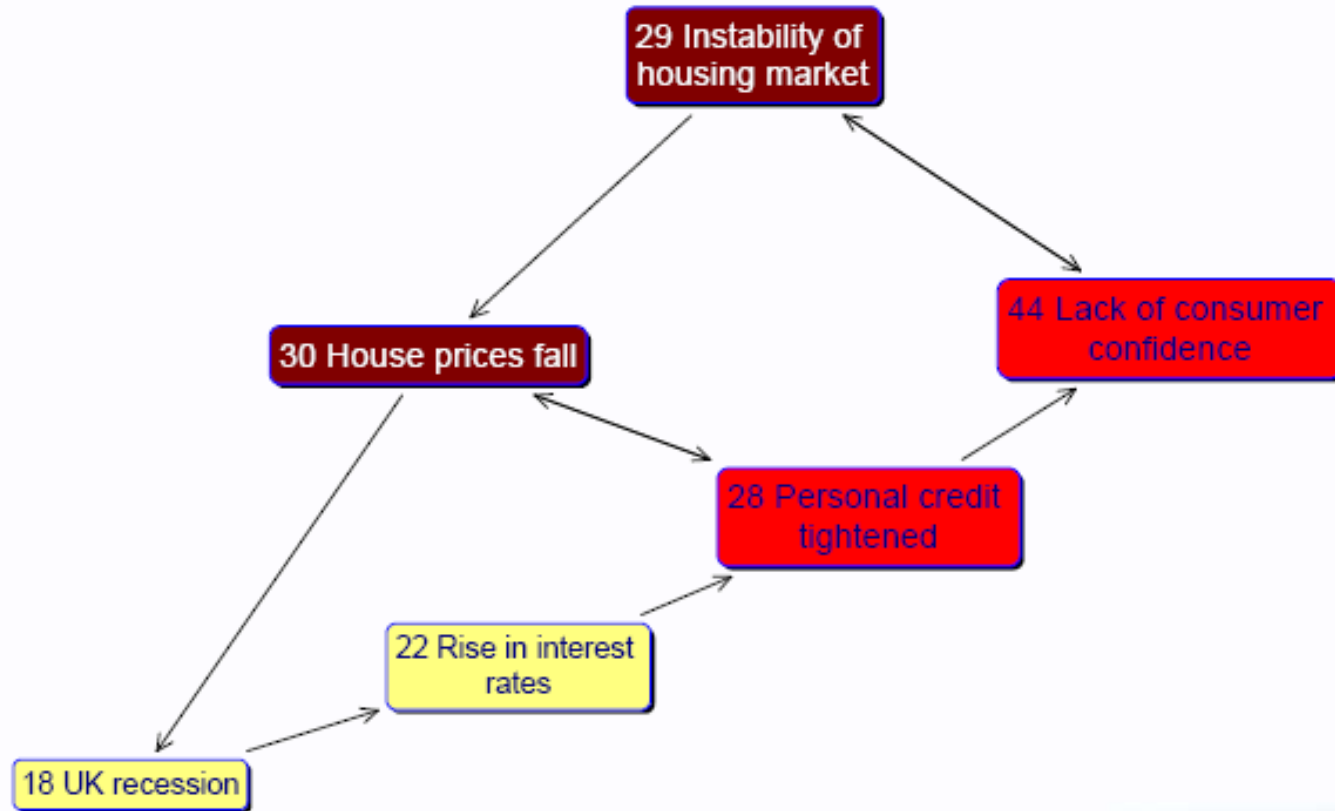 29 Instability of
housing market
44 Lack of consumer
confidence
30 House prices fall
28 Personal credit
tightened
22 Rise in interest
rates
18 UK recession